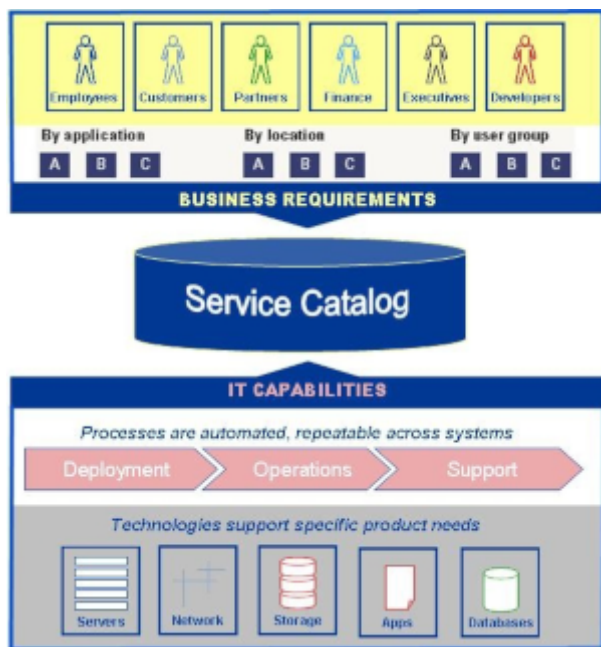 Employees Customers Partners Finance Executives Developers
By application By location By user group
A B C A B C A B C
BUSINESS REQUIREMENTS
Service Catalog
IT CAPABILITIES
Processes are automated, repeatable across systems
Deployment Operations Support
Technologies support specific product needs
Servers Network Storage Apps Databases